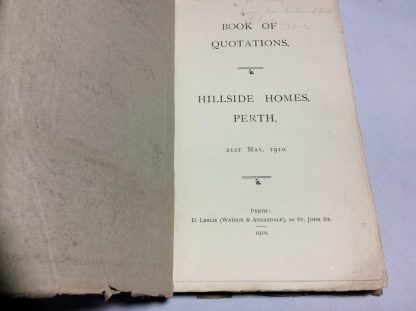 BOOK OF
QUOTATIONS.
HILLSIDE HOMES,
PERTH.
21ST MAY, 1910.
PERTH:
D. LESLIE (WATSON & ANNANDALE), 10 ST. JOHN ST.
1910.